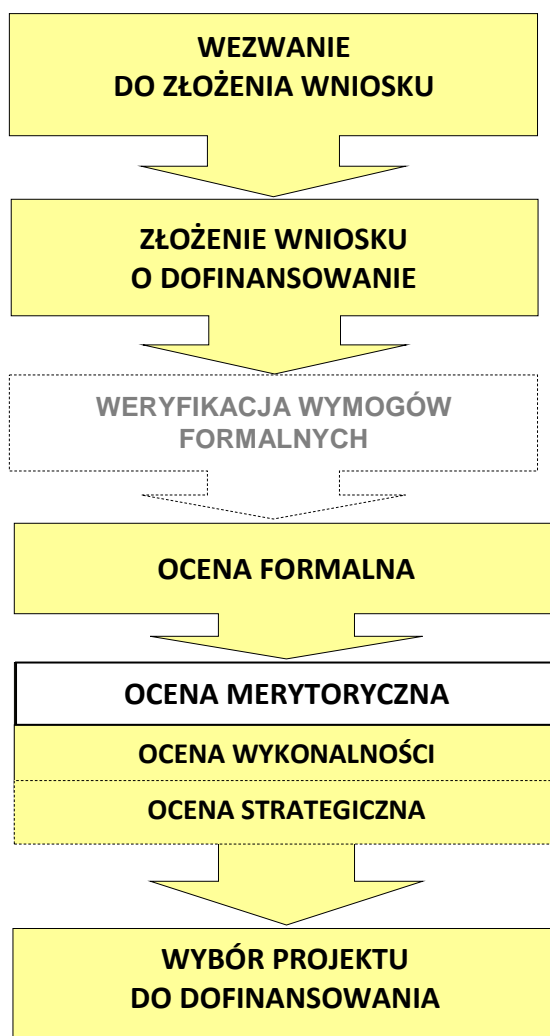 WEZWANIE
DO ZŁOŻENIA WNIOSKU
ZŁOŻENIE WNIOSKU
O DOFINANSOWANIE
WERYFIKACJA WYMOGÓW
FORMALNYCH
OCENA FORMALNA
OCENA MERYTORYCZNA
OCENA WYKONALNOŚCI
OCENA STRATEGICZNA
WYBÓR PROJEKTU
DO DOFINANSOWANIA